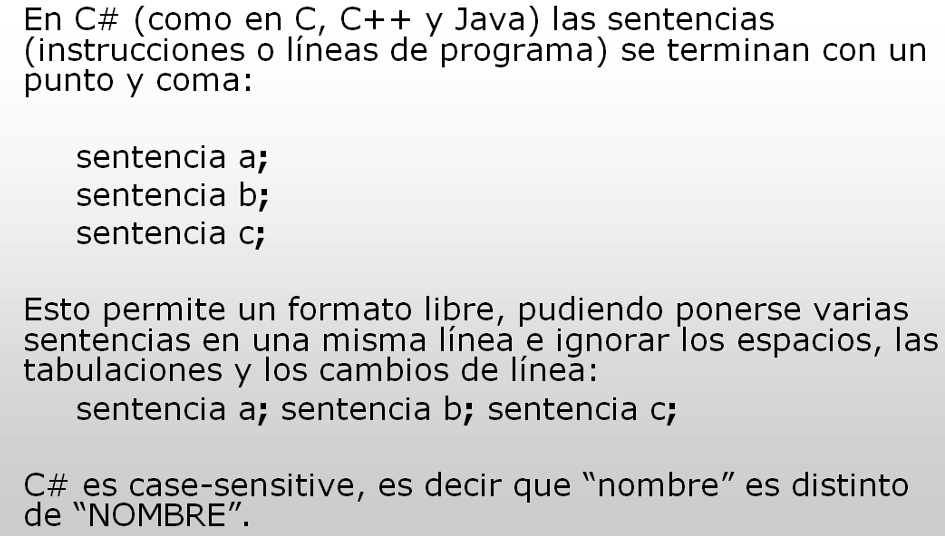 En C# (como en C, C++ y Java) las sentencias
(instrucciones o líneas de programa) se terminan con un
punto y coma:
sentencia a;
sentencia b;
sentencia c;
Esto permite un formato libre, pudiendo ponerse varias
sentencias en una misma línea e ignorar los espacios, las
tabulaciones y los cambios de línea:
sentencia a; sentencia b; sentencia c;
C# es case-sensitive, es decir que “nombre” es distinto
de “NOMBRE”.